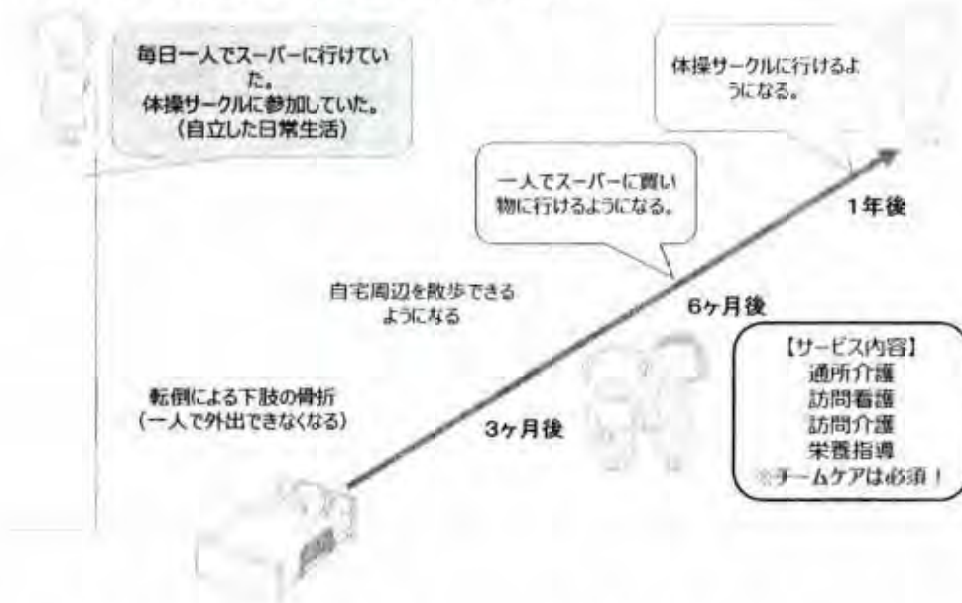 毎日一人でスーパーに行けてい
た。
体操サークルに参加していた。
(自立した日常生活)
体操サークルに行けるよ
うになる。
一人でスーパーに買い
物に行けるようになる。
1年後
自宅周辺を散歩できる
ようになる
6ヶ月後
転倒による下肢の骨折
(一人で外出できなくなる)
3ヶ月後
【サービス内容】
通所介護
訪問看護
訪問介護
栄養指導
※チームケアは必須！